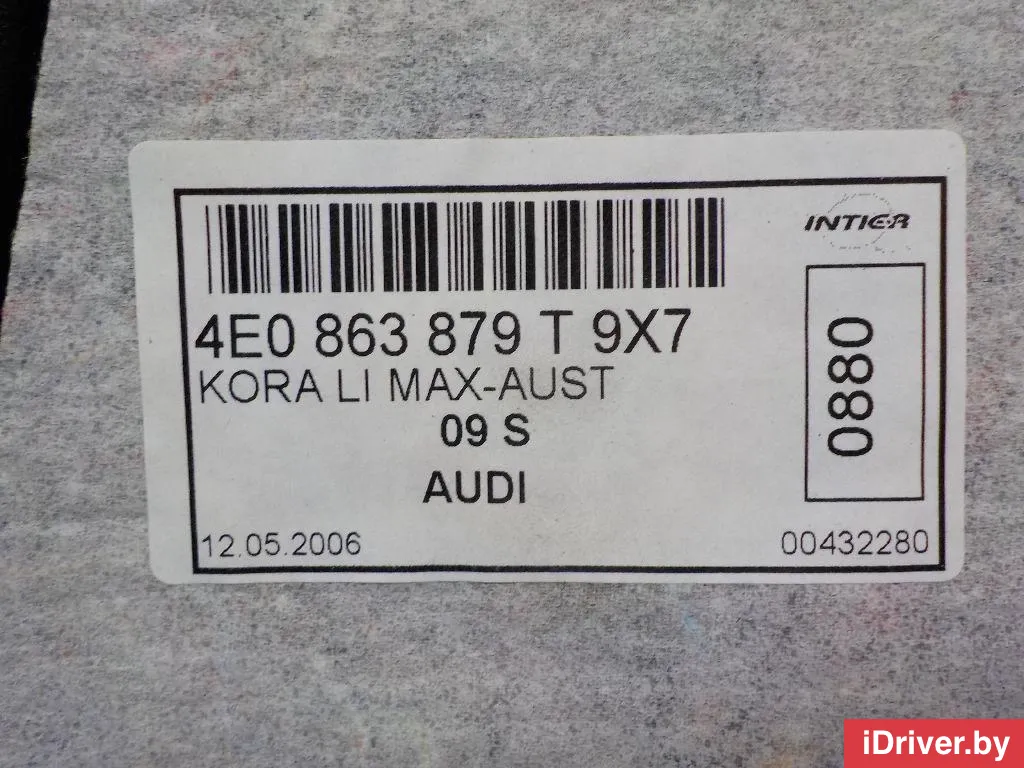 INTIER
4E0 863 879 T 9X7
KORA LI MAX-AUST
09 S
AUDI
0880
12.05.2006
00432280
iDriver.by